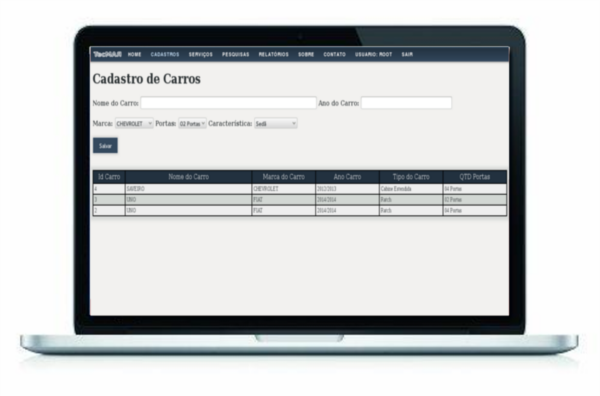 TecMAR HOME CADASTROS SERVIÇOS PESQUISAS RELATÓRIOS SOBRE CONTATO USUARIO: ROOT SAIR
Cadastro de Carros
Nome do Carro: Ano do Carro:
Marca: CHEVROLET Portas: 02 Portas Característica: Sedã
Salvar
Id Carro Nome do Carro Marca do Carro Ano Carro Tipo do Carro QTD Portas
4 SAVEIRO CHEVROLET 2013/2013 Cabine Estendida 04 Portas
3 UNO FIAT 2014/2014 Hatch 02 Portas
2 UNO FIAT 2014/2014 Hatch 04 Portas